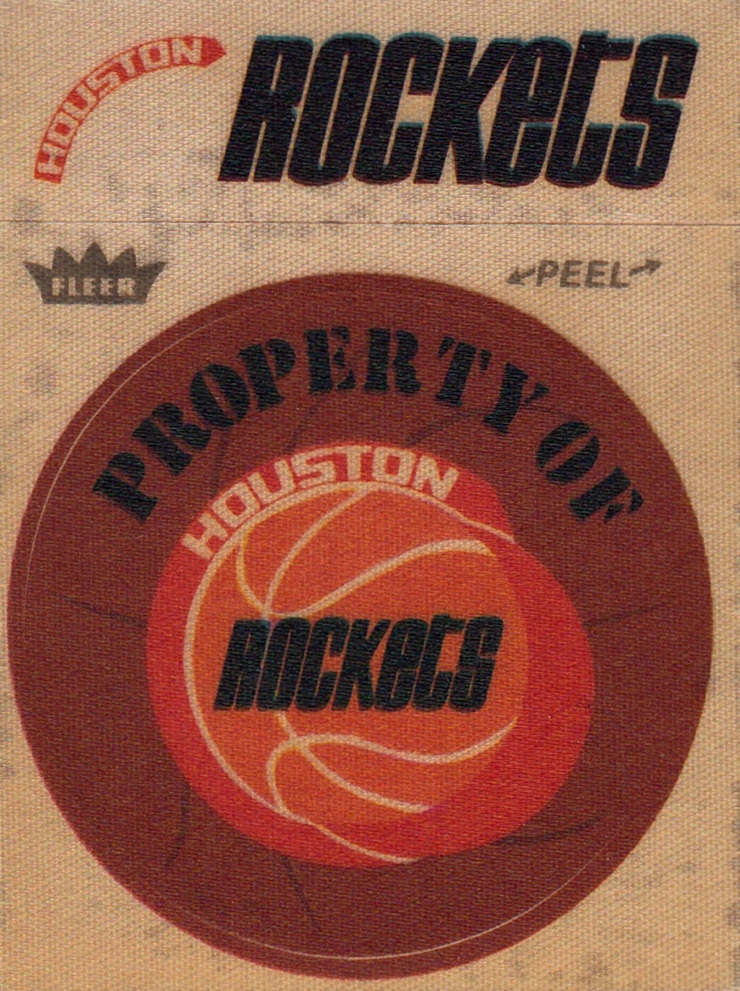 HOUSTON
ROCKETS
FLEER
PEEL
PROPERTY OF
HOUSTON
ROCKETS